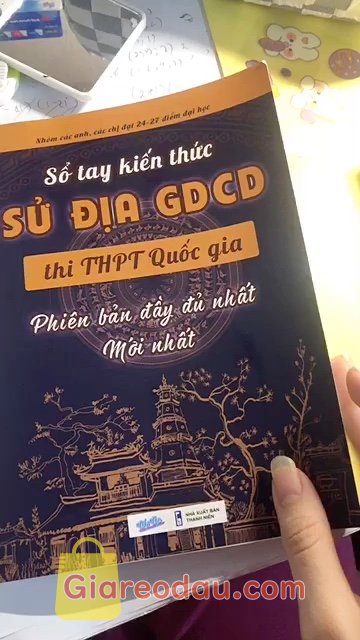 Nhóm các anh, các chị đạt 24-27 điểm đại học
Sổ tay kiến thức
SỬ ĐỊA GDCD
thi THPT Quốc gia
Phiên bản đầy đủ nhất
Mới nhất
NHÀ XUẤT BẢN
THANH NIÊN
Giareodau.com